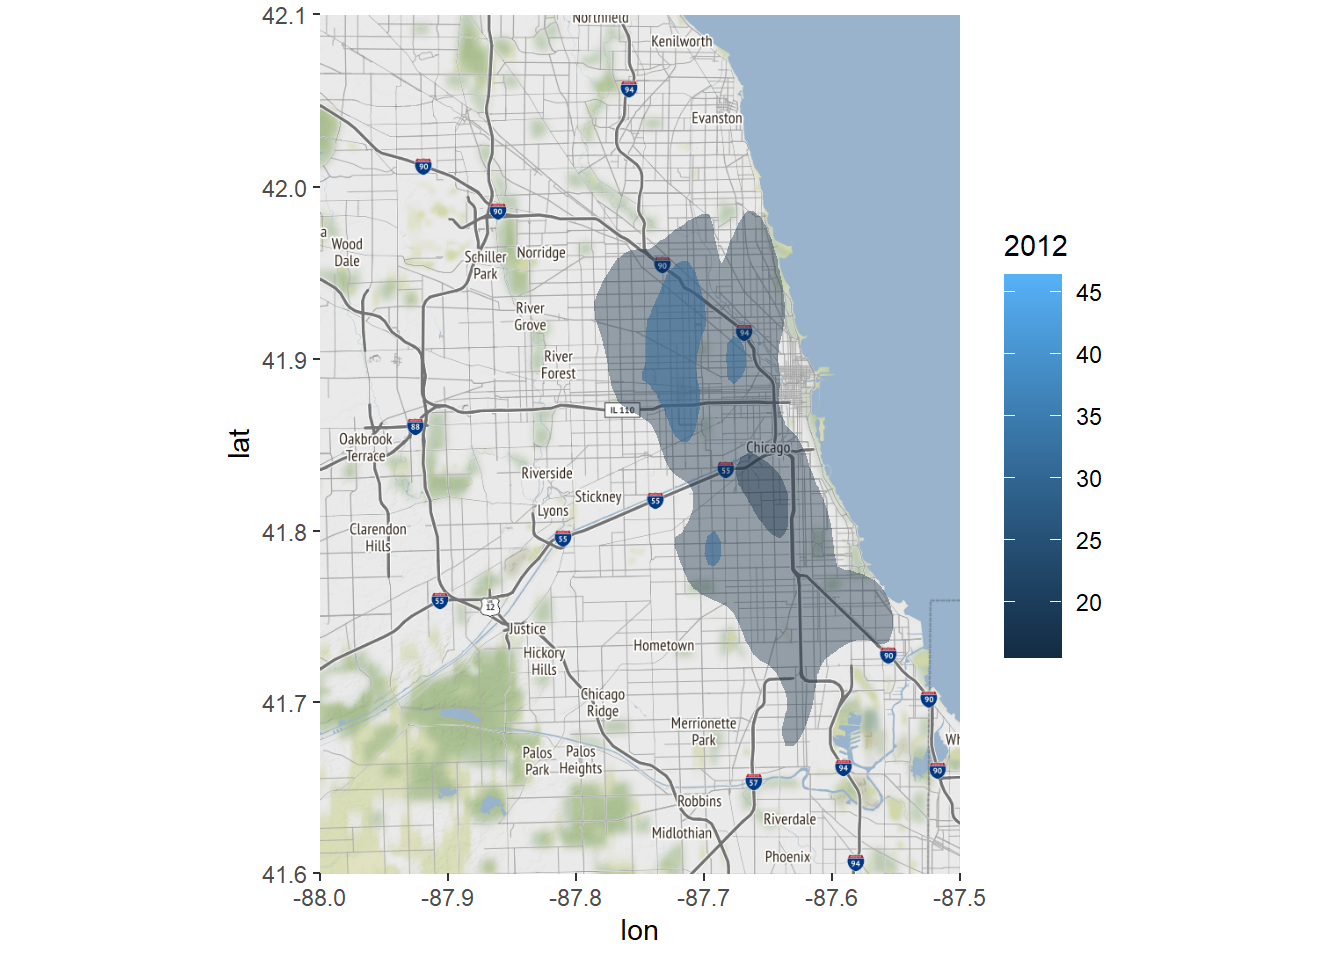 42.1
42.0
41.9
41.8
41.7
41.6
lat
-88.0
-87.9
-87.8
-87.7
-87.6
-87.5
lon
2012
45
40
35
30
25
20
Northfield
Kenilworth
94
Evanston
90
90
a
Wood
Dale
Schiller
Park
Norridge
90
River
Grove
94
River
Forest
IL 110
88
Oakbrook
Terrace
Chicago
55
Riverside
Stickney
55
Lyons
Clarendon
Hills
55
55
12
Justice
Hometown
Hickory
Hills
90
Chicago
Ridge
90
Merrionette
Park
Wh
Palos
Park
Palos
Heights
94
90
57
Robbins
Riverdale
Midlothian
Phoenix
94